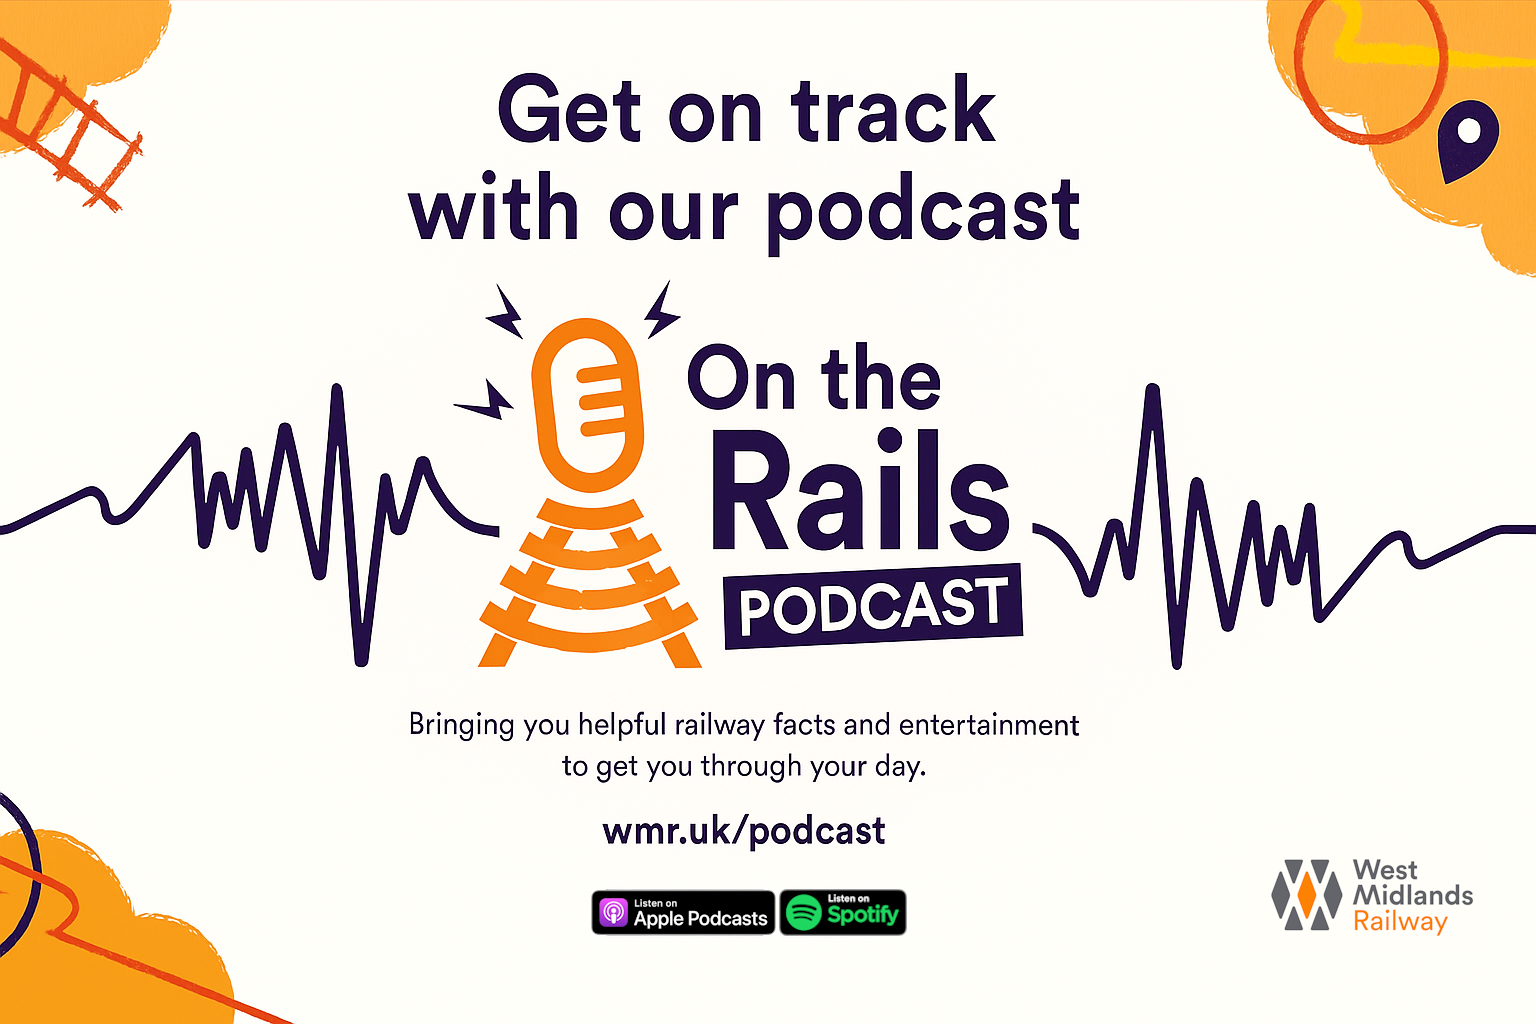 Get on track
with our podcast
On the
Rails
PODCAST
Bringing you helpful railway facts and entertainment
to get you through your day.
wmr.uk/podcast
Listen on
Apple Podcasts
Listen on
Spotify
West
Midlands
Railway